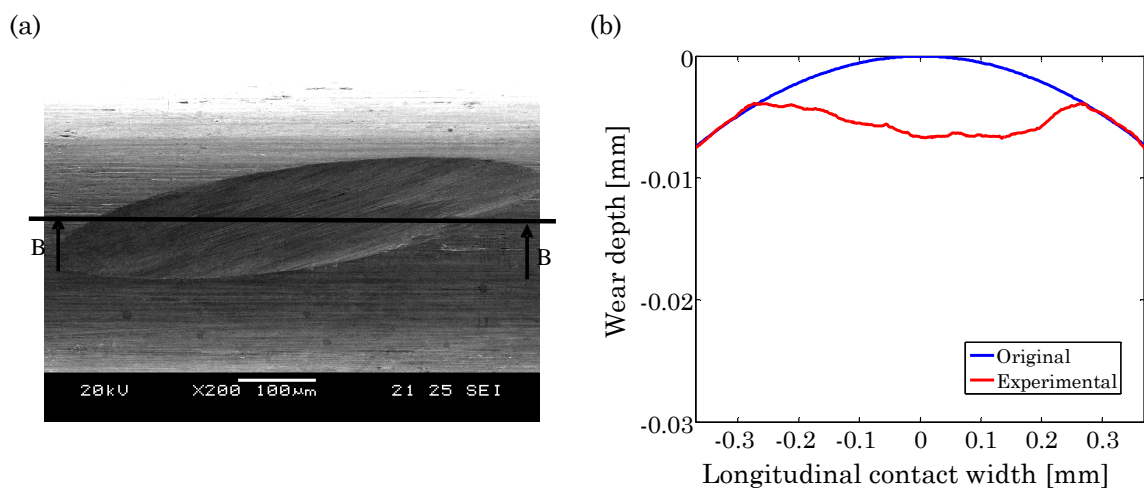 (a)
B
B
20kV X200 100μm 21 25 SEI
(b)
0
-0.01
-0.02
-0.03
Wear depth [mm]
-0.3 -0.2 -0.1 0 0.1 0.2 0.3
Longitudinal contact width [mm]
Original
Experimental